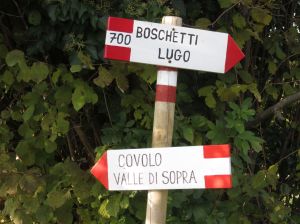 700 BOSCHETTI
LUGO
COVOLO
VALLE DI SOPRA